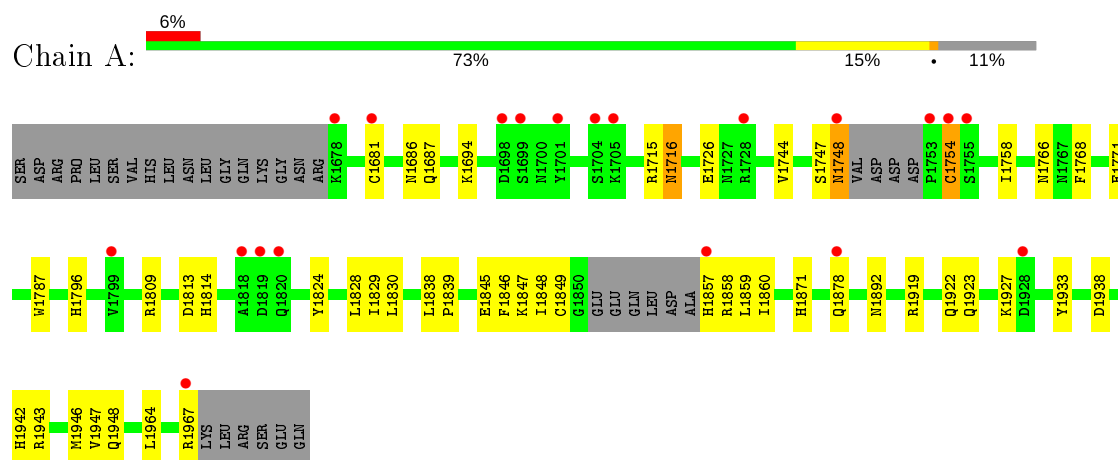 6%
Chain A:
73% 15% • 11%
SER ASP ARG PRO LEU SER VAL HIS LEU ASN LEU GLY GLN LYS GLY ASN ARG K1678 C1681 N1686 Q1687 K1694 D1698 S1699 N1700 Y1701 S1704 K1705 R1715 N1716 E1726 N1727 R1728 V1744 S1747 N1748 VAL ASP ASP ASP P1753 C1754 S1755 I1758 N1766 N1767 F1768
W1787 H1796 V1799 R1809 D1813 H1814 A1818 D1819 Q1820 Y1824 L1828 I1829 L1830 L1838 P1839 E1845 F1846 K1847 I1848 C1849 G1850 GLU GLU GLN LEU ASP ALA H1857 R1858 L1859 I1860 H1871 Q1878 N1892 R1919 Q1922 Q1923 K1927 D1928 Y1933 D1938
H1942 R1943 M1946 V1947 Q1948 L1964 R1967 LYS LEU ARG SER GLU GLN